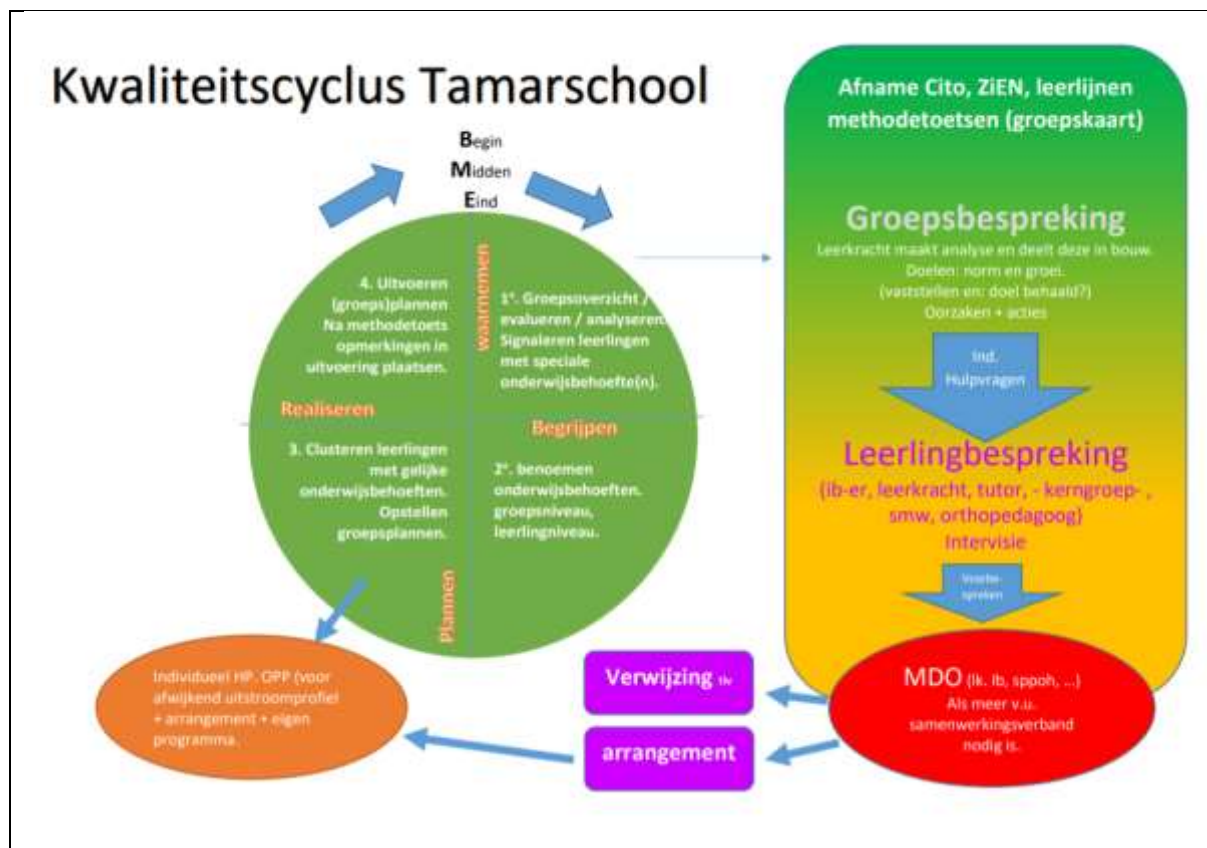 Kwaliteitscyclus Tamarschool
Begin
Midden
Eind
4. Uitvoeren
(groeps)plannen
Na methodetoets
opmerkingen in
uitvoering plaatsen.
waarnemen
1°. Groepsoverzicht /
evalueren / analyseren.
Signaleren leerlingen
met speciale
onderwijsbehoefte(n).
Realiseren
Begrijpen
3. Clusteren leerlingen
met gelijke
onderwijsbehoeften.
Opstellen
groepsplannen.
2°. benoemen
onderwijsbehoeften.
groepsniveau,
leerlingniveau.
Plannen
Individueel HP. OPP (voor
afwijkend uitstroomprofiel
+ arrangement + eigen
programma.
Verwijzing tlv
arrangement
Afname Cito, ZiEN, leerlijnen
methodetoetsen (groepskaart)
Groepsbespreking
Leerkracht maakt analyse en deelt deze in bouw.
Doelen: norm en groei.
(vaststellen en: doel behaald?)
Oorzaken + acties
Ind.
Hulpvragen
Leerlingbespreking
(ib-er, leerkracht, tutor, - kerngroep- ,
smw, orthopedagoog)
Intervisie
Voorbe-
spreken
MDO (lk. ib, sppoh, ...)
Als meer v.u.
samenwerkingsverband
nodig is.